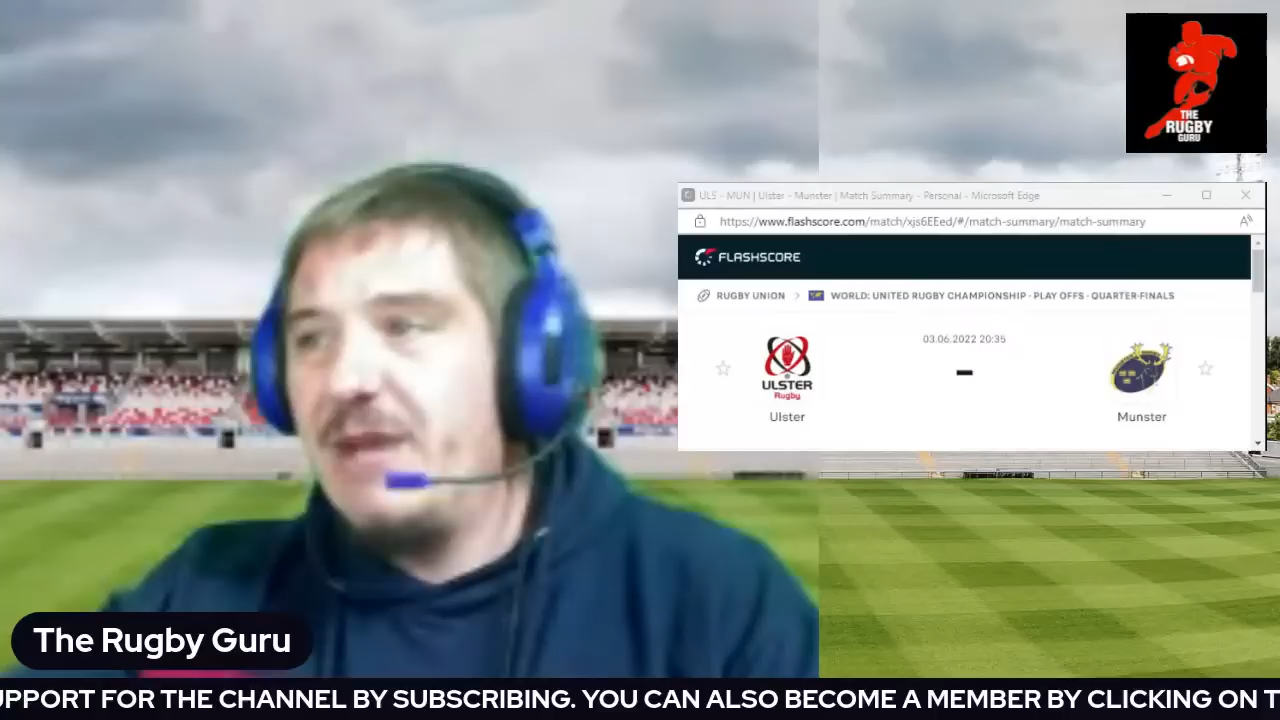 THE
RUGBY
GURU
ULS - MUN | Ulster - Munster | Match Summary - Personal - Microsoft Edge
https://www.flashscore.com/match/xjs6EEed/#/match-summary/match-summary
FLASHSCORE
RUGBY UNION > WORLD: UNITED RUGBY CHAMPIONSHIP - PLAY OFFS - QUARTER-FINALS
03.06.2022 20:35
-
ULSTER
Rugby
Ulster
Munster
The Rugby Guru
UPPORT FOR THE CHANNEL BY SUBSCRIBING. YOU CAN ALSO BECOME A MEMBER BY CLICKING ON T